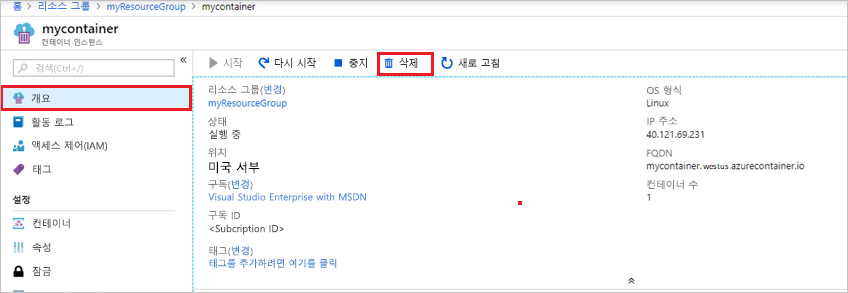 홈 > 리소스 그룹 > myResourceGroup > mycontainer
mycontainer
컨테이너 인스턴스
검색(Ctrl+/)
«
개요
활동 로그
액세스 제어(IAM)
태그
설정
컨테이너
속성
잠금
시작 다시 시작 중지 삭제 새로 고침
리소스 그룹(변경)
myResourceGroup
상태
실행 중
위치
미국 서부
구독(변경)
Visual Studio Enterprise with MSDN
구독 ID
<Subcription ID>
태그(변경)
태그를 추가하려면 여기를 클릭
OS 형식
Linux
IP 주소
40.121.69.231
FQDN
mycontainer.westus.azurecontainer.io
컨테이너 수
1